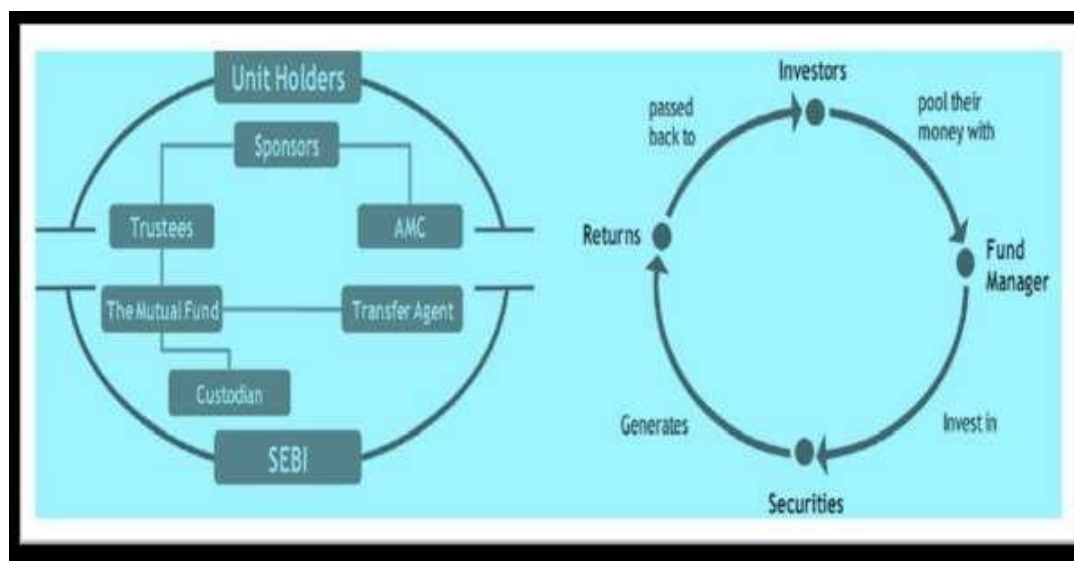 Unit Holders
Sponsors
Trustees
AMC
The Mutual Fund
Transfer Agent
Custodian
SEBI
Investors
passed
back to
pool their
money with
Returns
Fund
Manager
Generates
Invest in
Securities